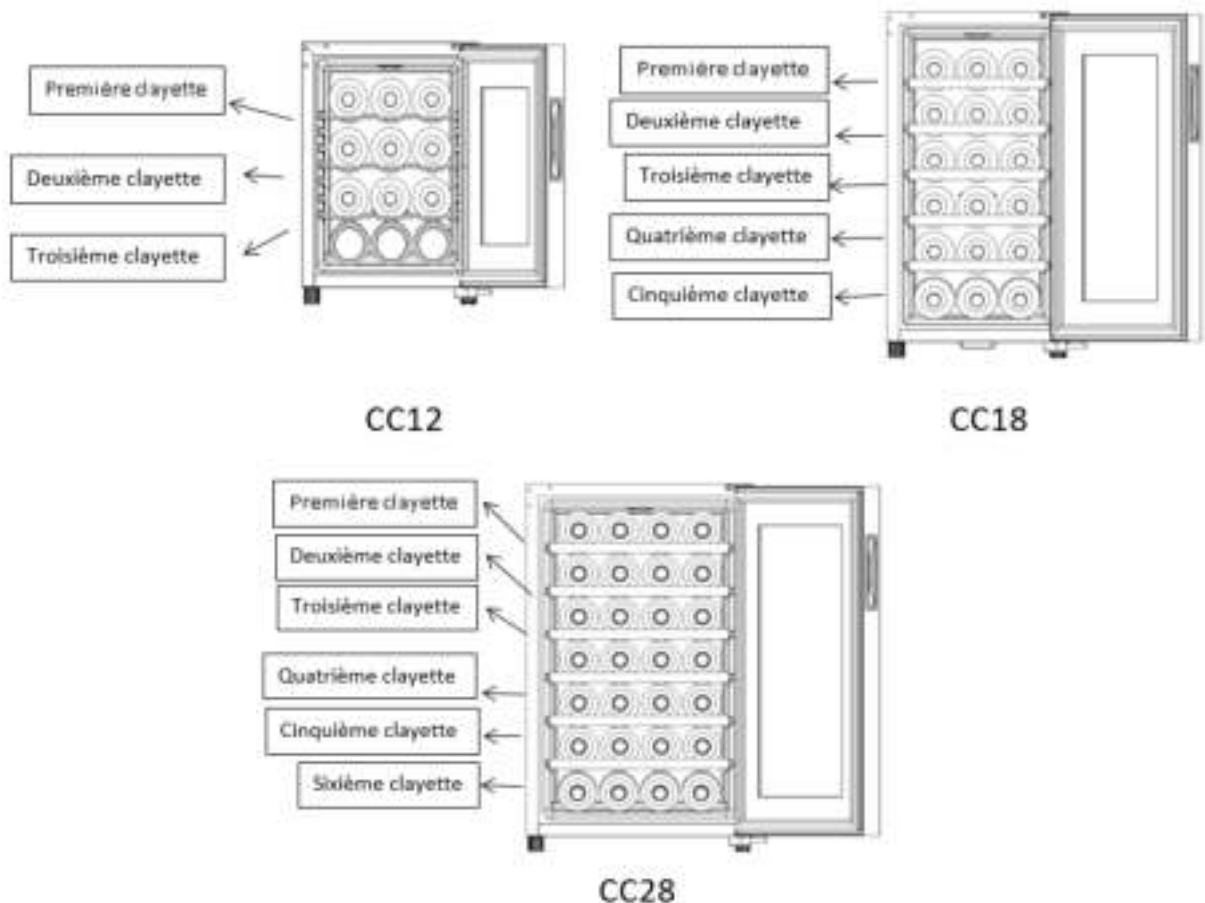 Première clayette
Deuxième clayette
Troisième clayette
CC12
Première clayette
Deuxième clayette
Troisième clayette
Quatrième clayette
Cinquième clayette
CC18
Première clayette
Deuxième clayette
Troisième clayette
Quatrième clayette
Cinquième clayette
Sixième clayette
CC28